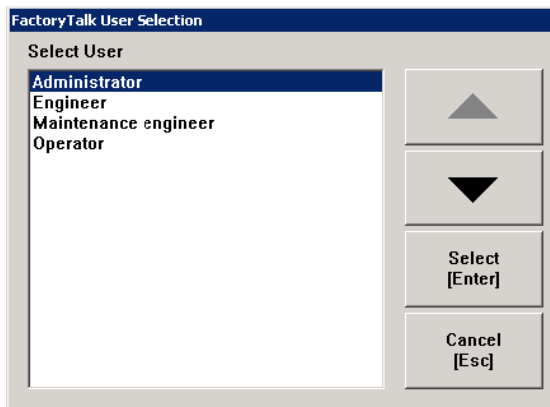 FactoryTalk User Selection
Select User
Administrator
Engineer
Maintenance engineer
Operator
Select
[Enter]
Cancel
[Esc]